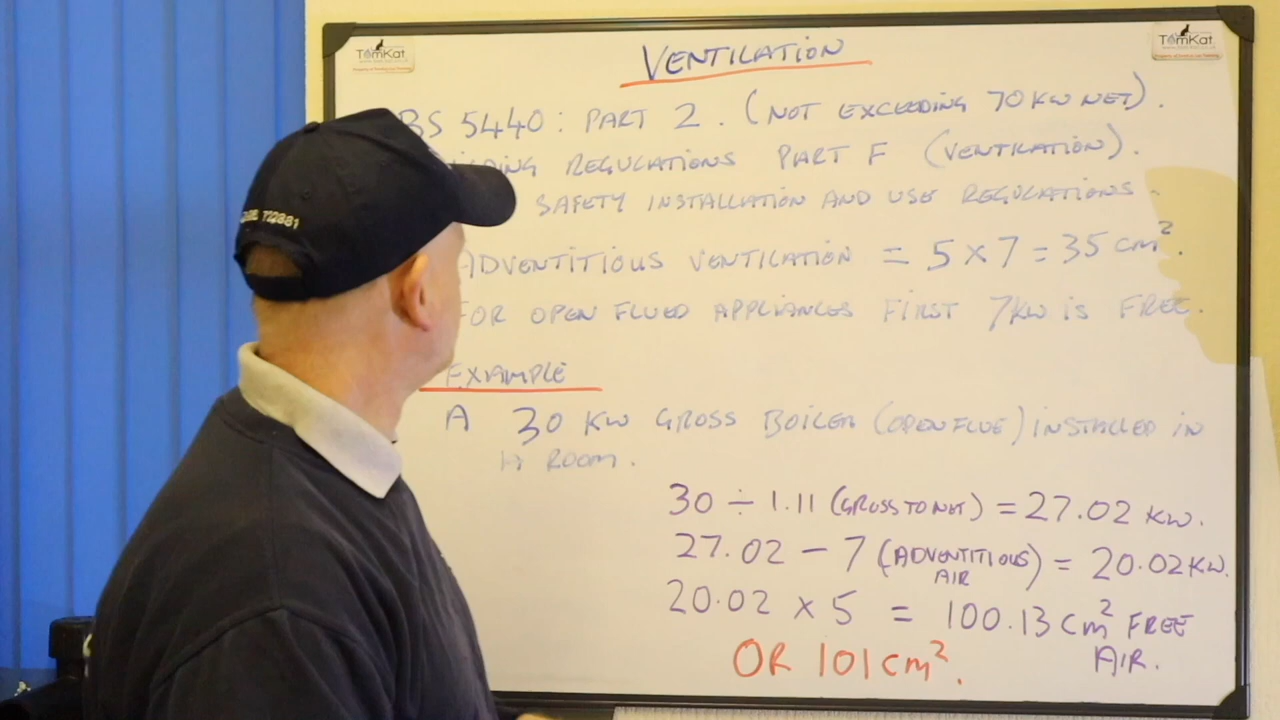 TomKat
TomKat
VENTILATION
BS 5440: PART 2. (NOT EXCEEDING 70 KW NET).
REGULATIONS PART F (VENTILATION).
SAFETY INSTALLATION AND USE REGULATIONS.
ADVENTITIOUS VENTILATION = 5 x 7 = 35 cm².
FOR OPEN FLUED APPLIANCES FIRST 7KW IS FREE.
EXAMPLE
A 30 KW GROSS BOILER (OPEN FLUE) INSTALLED IN
A ROOM.
30 ÷ 1.11 (GROSS TO NET) = 27.02 KW.
27.02 – 7 (ADVENTITIOUS AIR) = 20.02 KW.
20.02 x 5 = 100.13 cm² FREE
AIR.
OR 101 cm².